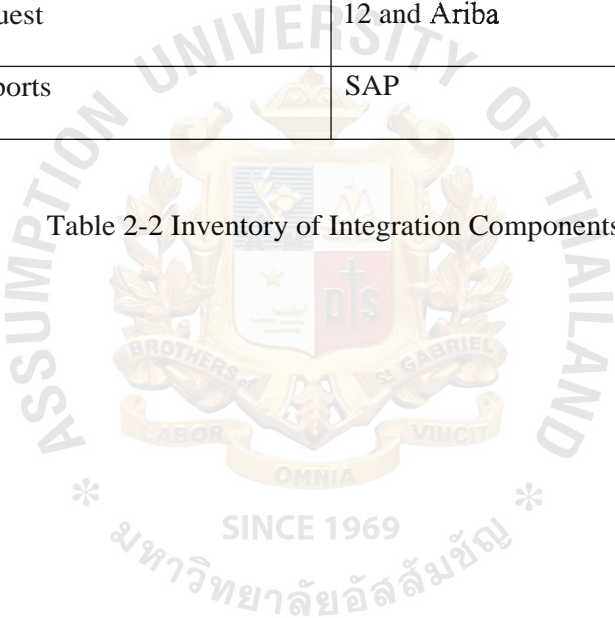 uest
12 and Ariba
ports
SAP
Table 2-2 Inventory of Integration Components
ASSUMPTION UNIVERSITY OF THAILAND
D S
BROTHERS of St GABRIEL
LABOR
VINCIT
OMNIA
SINCE 1969
* มหาวิทยาลัยอัสสัมชัญ *